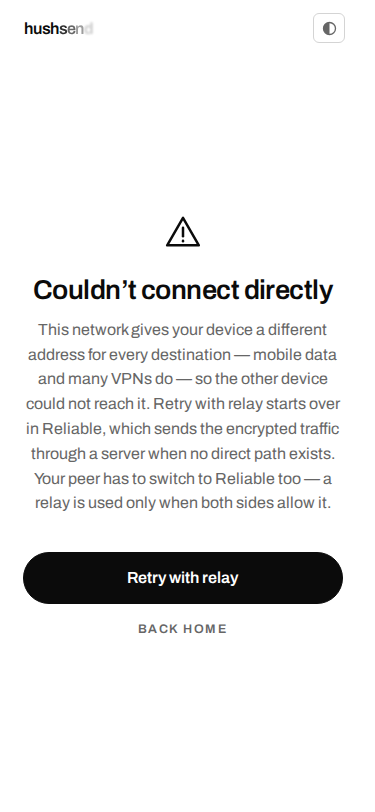 hushsend
Couldn’t connect directly
This network gives your device a different
address for every destination — mobile data
and many VPNs do — so the other device
could not reach it. Retry with relay starts over
in Reliable, which sends the encrypted traffic
through a server when no direct path exists.
Your peer has to switch to Reliable too — a
relay is used only when both sides allow it.
Retry with relay
BACK HOME